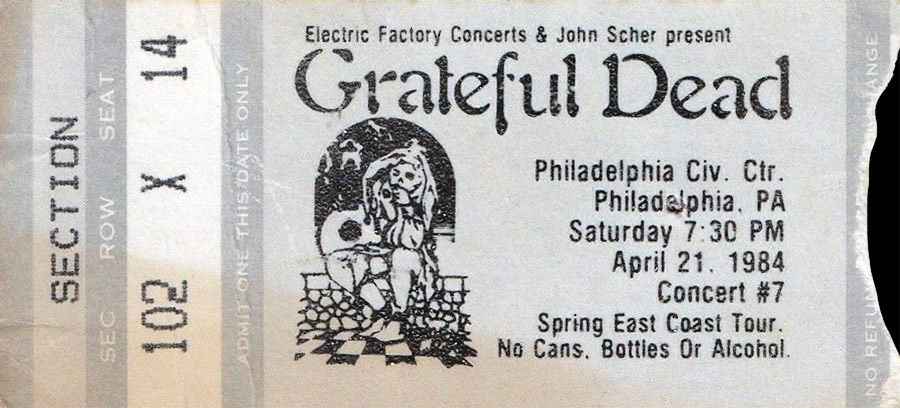 SECTION
SEC ROW SEAT
102 X 14
ADMIT ONE THIS DATE ONLY
Electric Factory Concerts & John Scher present
Grateful Dead
Philadelphia Civ. Ctr.
Philadelphia, PA
Saturday 7:30 PM
April 21, 1984
Concert #7
Spring East Coast Tour.
No Cans, Bottles Or Alcohol.
NO